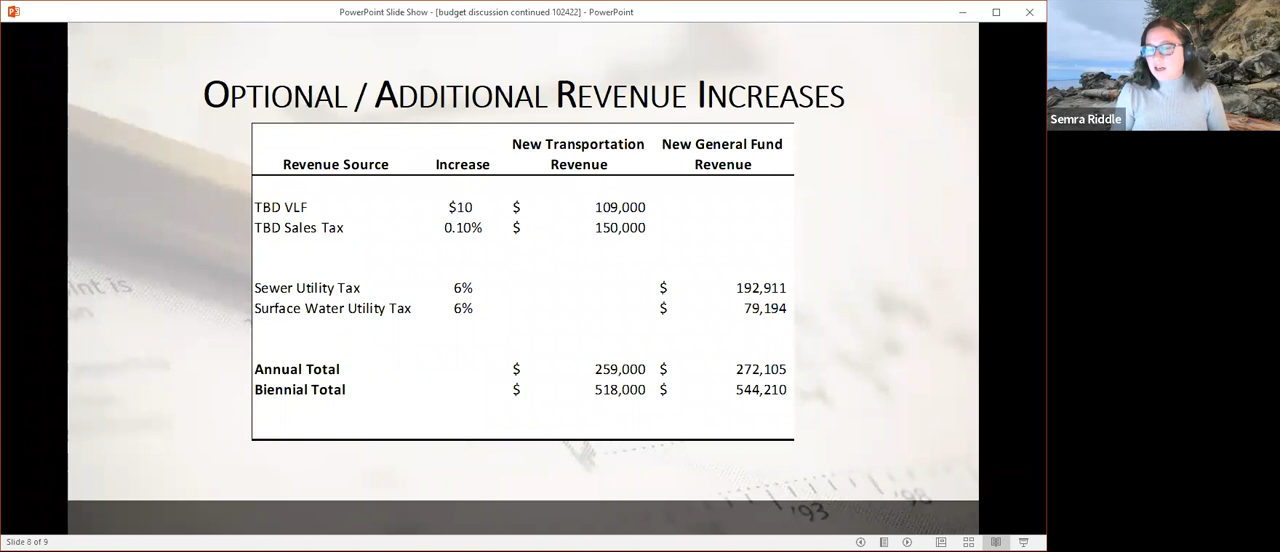 PowerPoint Slide Show - [budget discussion continued 102422] - PowerPoint
OPTIONAL / ADDITIONAL REVENUE INCREASES
Revenue Source Increase New Transportation Revenue New General Fund Revenue
TBD VLF $10 $ 109,000
TBD Sales Tax 0.10% $ 150,000
Sewer Utility Tax 6% $ 192,911
Surface Water Utility Tax 6% $ 79,194
Annual Total $ 259,000 $ 272,105
Biennial Total $ 518,000 $ 544,210
'93
'98
Slide 8 of 9
Semra Riddle